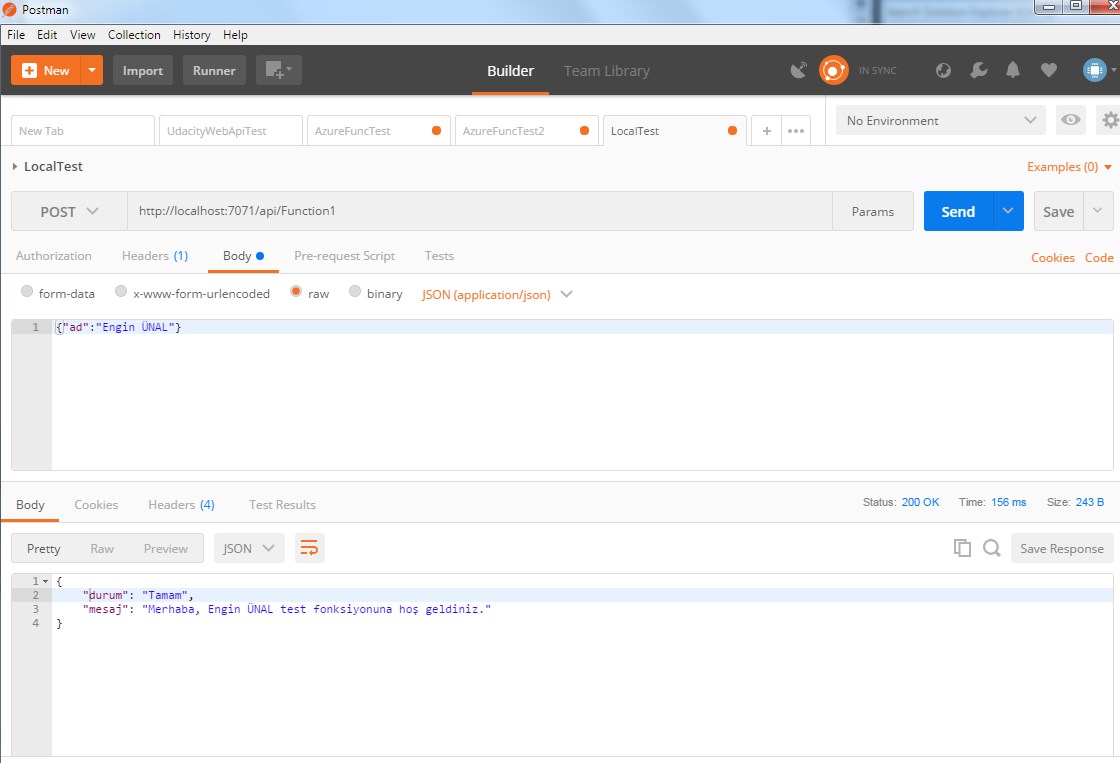 Postman
File Edit View Collection History Help
New Import Runner Builder Team Library IN SYNC
New Tab UdacityWebApiTest AzureFuncTest AzureFuncTest2 LocalTest + ••• No Environment
LocalTest Examples (0)
POST http://localhost:7071/api/Function1 Params Send Save
Authorization Headers (1) Body Pre-request Script Tests Cookies Code
form-data x-www-form-urlencoded raw binary JSON (application/json)
1 {"ad":"Engin ÜNAL"}
Body Cookies Headers (4) Test Results Status: 200 OK Time: 156 ms Size: 243 B
Pretty Raw Preview JSON Save Response
1 {
2 "durum": "Tamam",
3 "mesaj": "Merhaba, Engin ÜNAL test fonksiyonuna hoş geldiniz."
4 }